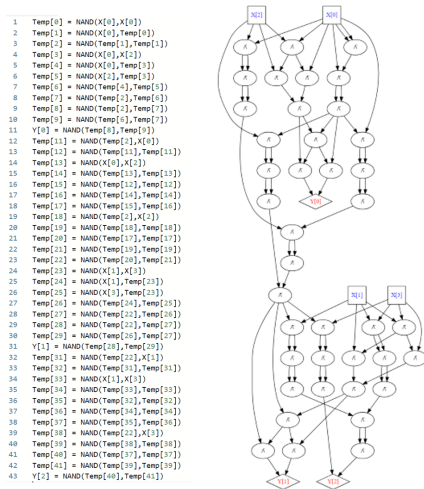 1 Temp[0] = NAND(X[0],X[0])
2 Temp[1] = NAND(X[0],Temp[0])
3 Temp[2] = NAND(Temp[1],Temp[1])
4 Temp[3] = NAND(X[0],X[2])
5 Temp[4] = NAND(X[0],Temp[3])
6 Temp[5] = NAND(X[2],Temp[3])
7 Temp[6] = NAND(Temp[4],Temp[5])
8 Temp[7] = NAND(Temp[2],Temp[6])
9 Temp[8] = NAND(Temp[2],Temp[7])
10 Temp[9] = NAND(Temp[6],Temp[7])
11 Y[0] = NAND(Temp[8],Temp[9])
12 Temp[11] = NAND(Temp[2],X[0])
13 Temp[12] = NAND(Temp[11],Temp[11])
14 Temp[13] = NAND(X[0],X[2])
15 Temp[14] = NAND(Temp[13],Temp[13])
16 Temp[15] = NAND(Temp[12],Temp[12])
17 Temp[16] = NAND(Temp[14],Temp[14])
18 Temp[17] = NAND(Temp[15],Temp[16])
19 Temp[18] = NAND(Temp[2],X[2])
20 Temp[19] = NAND(Temp[18],Temp[18])
21 Temp[20] = NAND(Temp[17],Temp[17])
22 Temp[21] = NAND(Temp[19],Temp[19])
23 Temp[22] = NAND(Temp[20],Temp[21])
24 Temp[23] = NAND(X[1],X[3])
25 Temp[24] = NAND(X[1],Temp[23])
26 Temp[25] = NAND(X[3],Temp[23])
27 Temp[26] = NAND(Temp[24],Temp[25])
28 Temp[27] = NAND(Temp[22],Temp[26])
29 Temp[28] = NAND(Temp[22],Temp[27])
30 Temp[29] = NAND(Temp[26],Temp[27])
31 Y[1] = NAND(Temp[28],Temp[29])
32 Temp[31] = NAND(Temp[22],X[1])
33 Temp[32] = NAND(Temp[31],Temp[31])
34 Temp[33] = NAND(X[1],X[3])
35 Temp[34] = NAND(Temp[33],Temp[33])
36 Temp[35] = NAND(Temp[32],Temp[32])
37 Temp[36] = NAND(Temp[34],Temp[34])
38 Temp[37] = NAND(Temp[35],Temp[36])
39 Temp[38] = NAND(Temp[22],X[3])
40 Temp[39] = NAND(Temp[38],Temp[38])
41 Temp[40] = NAND(Temp[37],Temp[37])
42 Temp[41] = NAND(Temp[39],Temp[39])
43 Y[2] = NAND(Temp[40],Temp[41])
X[2] X[0]
Y[0]
X[1] X[3]
Y[1] Y[2]